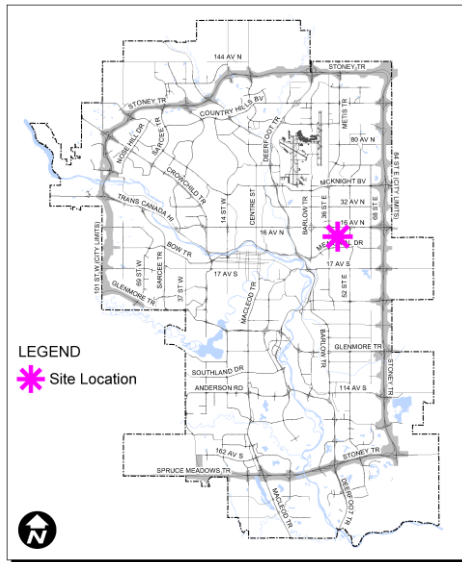 144 AV N
STONEY TR
STONEY TR
COUNTRY HILLS BV
DEERFOOT TR
METIS TR
NOSE HILL DR
SARCEE TR
80 AV N
CROWCHILD TR
MCKNIGHT BV
84 ST E (CITY LIMITS)
TRANS CANADA HI
14 ST W
CENTRE ST
BARLOW TR
36 ST E
32 AV N
68 ST E
16 AV N
16 AV N
101 ST W (CITY LIMITS)
BOW TR
MEMORIAL DR
17 AV S
17 AV S
69 ST W
SARCEE TR
37 ST W
MACLEOD TR
52 ST E
GLENMORE TR
BARLOW TR
GLENMORE TR
LEGEND
Site Location
SOUTHLAND DR
ANDERSON RD
114 AV S
STONEY TR
162 AV S
STONEY TR
SPRUCE MEADOWS TR
MACLEOD TR
DEERFOOT TR
N